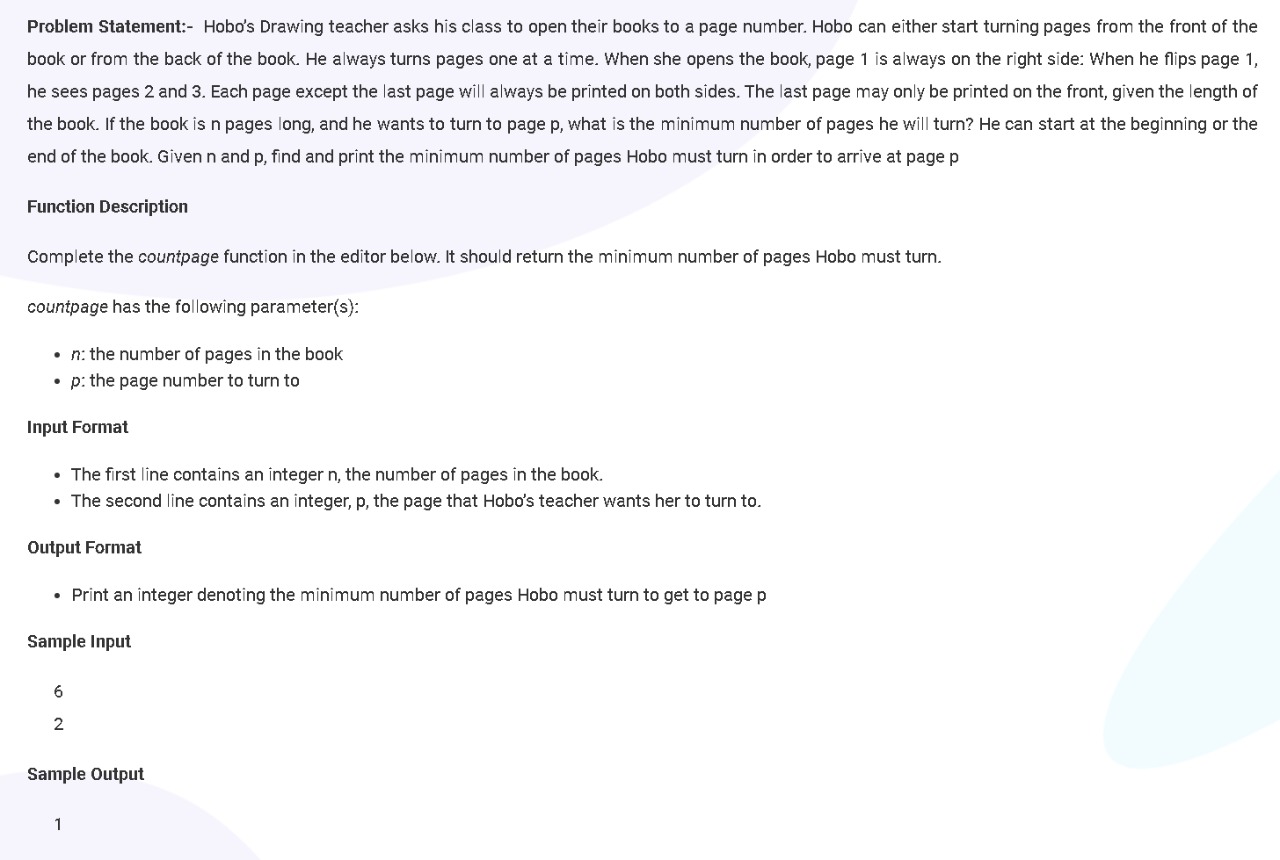 Problem Statement:-  Hobo’s Drawing teacher asks his class to open their books to a page number. Hobo can either start turning pages from the front of the
book or from the back of the book. He always turns pages one at a time. When she opens the book, page 1 is always on the right side: When he flips page 1,
he sees pages 2 and 3. Each page except the last page will always be printed on both sides. The last page may only be printed on the front, given the length of
the book. If the book is n pages long, and he wants to turn to page p, what is the minimum number of pages he will turn? He can start at the beginning or the
end of the book. Given n and p, find and print the minimum number of pages Hobo must turn in order to arrive at page p
Function Description
Complete the countpage function in the editor below. It should return the minimum number of pages Hobo must turn.
countpage has the following parameter(s):
• n: the number of pages in the book
• p: the page number to turn to
Input Format
• The first line contains an integer n, the number of pages in the book.
• The second line contains an integer, p, the page that Hobo’s teacher wants her to turn to.
Output Format
• Print an integer denoting the minimum number of pages Hobo must turn to get to page p
Sample Input
6
2
Sample Output
1